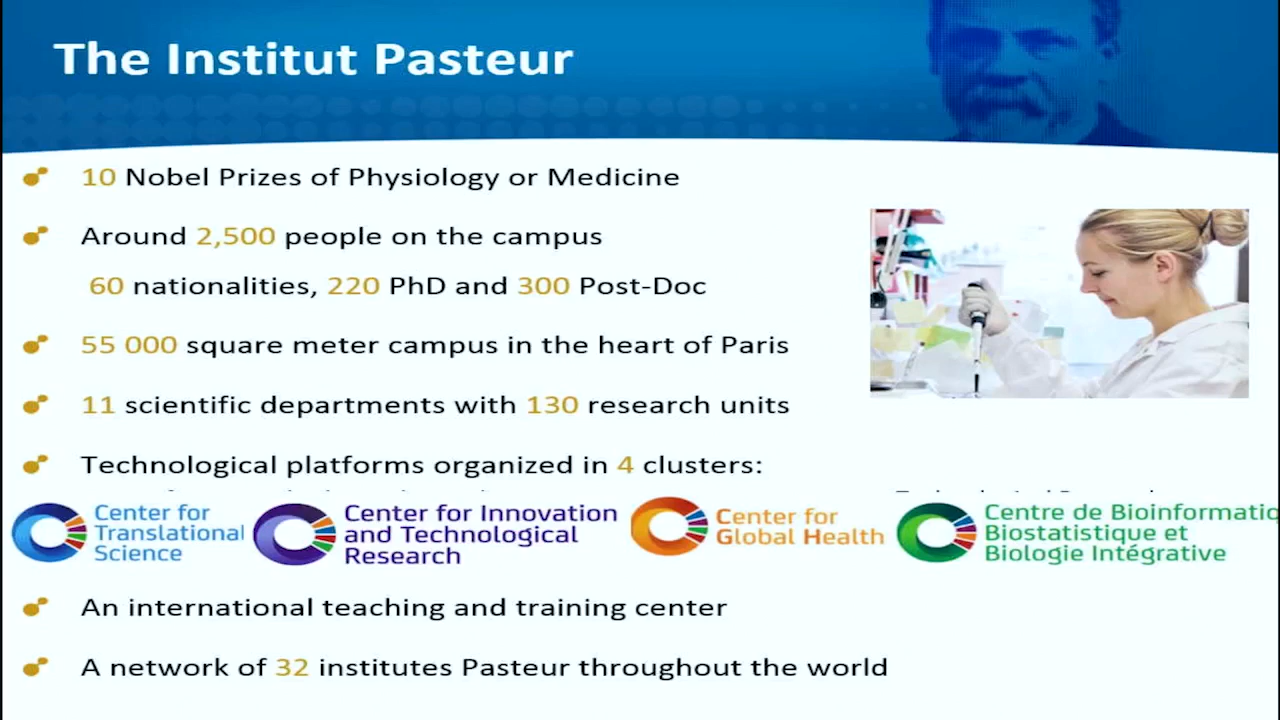 The Institut Pasteur
10 Nobel Prizes of Physiology or Medicine
Around 2,500 people on the campus
60 nationalities, 220 PhD and 300 Post-Doc
55 000 square meter campus in the heart of Paris
11 scientific departments with 130 research units
Technological platforms organized in 4 clusters:
Center for
Translational
Science
Center for Innovation
and Technological
Research
Center for
Global Health
Centre de Bioinformatic
Biostatistique et
Biologie Intégrative
An international teaching and training center
A network of 32 institutes Pasteur throughout the world